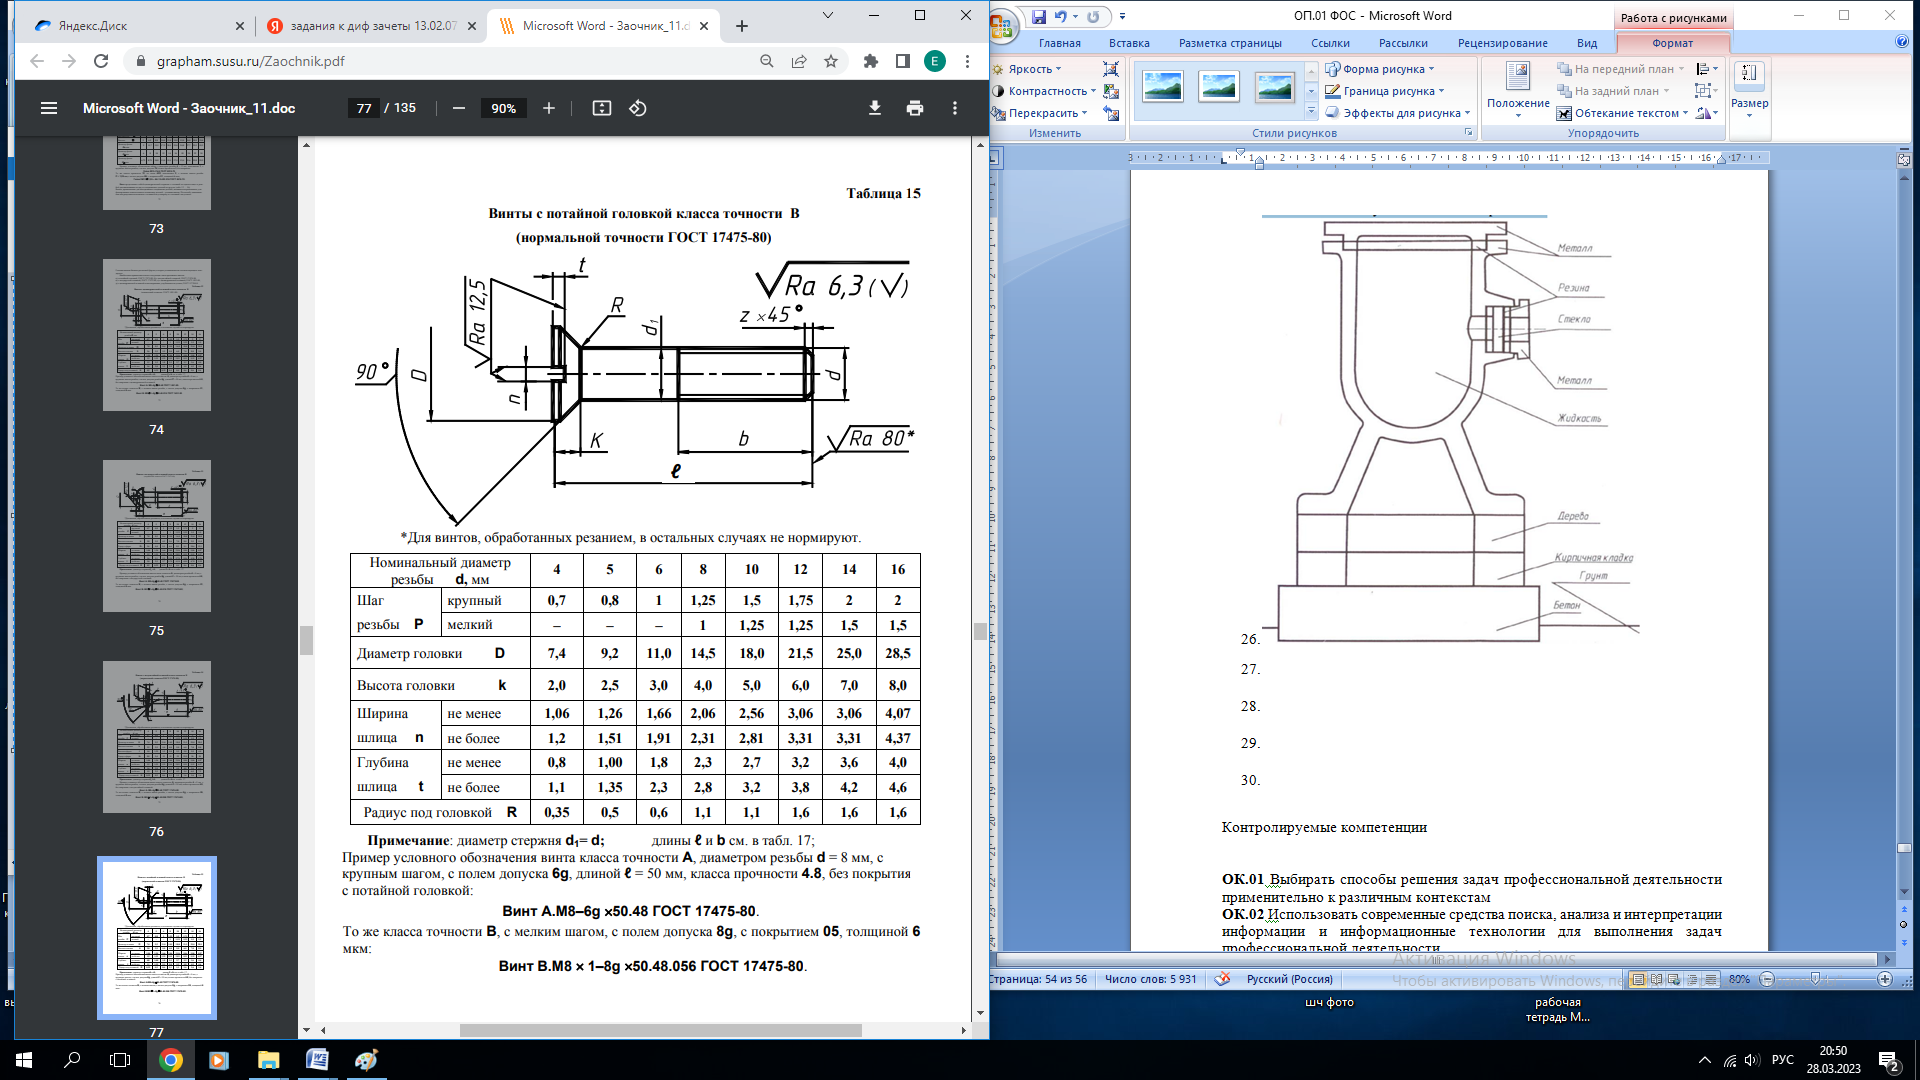 Яндекс.Диск
задания к диф зачеты 13.02.07
Microsoft Word - Заочник_11.d
grapham.susu.ru/Zaochnik.pdf
E
Microsoft Word - Заочник_11.doc
77 / 135
90%
73
74
75
76
77
Таблица 15
Винты с потайной головкой класса точности В
(нормальной точности ГОСТ 17475-80)
t
Ra 12,5
R
d₁
Ra 6,3 (√)
z ×45°
90°
D
n
d
K
b
Ra 80*
ℓ
*Для винтов, обработанных резанием, в остальных случаях не нормируют.
Номинальный диаметр резьбы d, мм 4 5 6 8 10 12 14 16
Шаг резьбы P крупный 0,7 0,8 1 1,25 1,5 1,75 2 2
мелкий – – – 1 1,25 1,25 1,5 1,5
Диаметр головки D 7,4 9,2 11,0 14,5 18,0 21,5 25,0 28,5
Высота головки k 2,0 2,5 3,0 4,0 5,0 6,0 7,0 8,0
Ширина шлица n не менее 1,06 1,26 1,66 2,06 2,56 3,06 3,06 4,07
не более 1,2 1,51 1,91 2,31 2,81 3,31 3,31 4,37
Глубина шлица t не менее 0,8 1,00 1,8 2,3 2,7 3,2 3,6 4,0
не более 1,1 1,35 2,3 2,8 3,2 3,8 4,2 4,6
Радиус под головкой R 0,35 0,5 0,6 1,1 1,1 1,6 1,6 1,6
Примечание: диаметр стержня d₁= d; длины ℓ и b см. в табл. 17;
Пример условного обозначения винта класса точности А, диаметром резьбы d = 8 мм, с
крупным шагом, с полем допуска 6g, длиной ℓ = 50 мм, класса прочности 4.8, без покрытия
с потайной головкой:
Винт А.М8–6g ×50.48 ГОСТ 17475-80.
То же класса точности В, с мелким шагом, с полем допуска 8g, с покрытием 05, толщиной 6
мкм:
Винт В.М8 × 1–8g ×50.48.056 ГОСТ 17475-80.
ОП.01 ФОС - Microsoft Word
Работа с рисунками
Главная Вставка Разметка страницы Ссылки Рассылки Рецензирование Вид Формат
Яркость
Контрастность
Перекрасить
Изменить
Стили рисунков
Форма рисунка
Граница рисунка
Эффекты для рисунка
Положение
На передний план
На задний план
Обтекание текстом
Упорядочить
Размер
Металл
Резина
Стекло
Металл
Жидкость
Дерево
Кирпичная кладка
Грунт
Бетон
26.
27.
28.
29.
30.
Контролируемые компетенции
ОК.01 Выбирать способы решения задач профессиональной деятельности
применительно к различным контекстам
ОК.02 Использовать современные средства поиска, анализа и интерпретации
информации и информационные технологии для выполнения задач
профессиональной деятельности
Активация Windows
Чтобы активировать Windows, пе
Страница: 54 из 56 Число слов: 5 931 Русский (Россия) 80%
шч фото
рабочая
тетрадь М...
РУС
20:50
28.03.2023
2